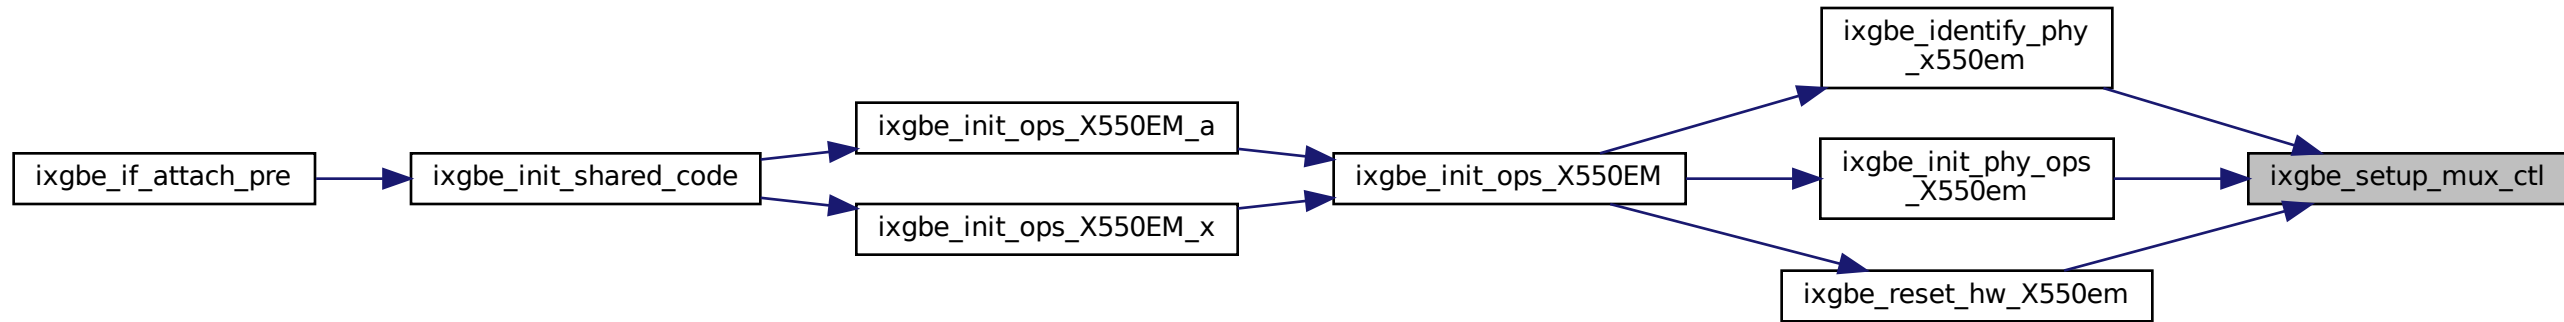 ixgbe_if_attach_pre
ixgbe_init_shared_code
ixgbe_init_ops_X550EM_a
ixgbe_init_ops_X550EM_x
ixgbe_init_ops_X550EM
ixgbe_identify_phy
_x550em
ixgbe_init_phy_ops
_X550em
ixgbe_reset_hw_X550em
ixgbe_setup_mux_ctl